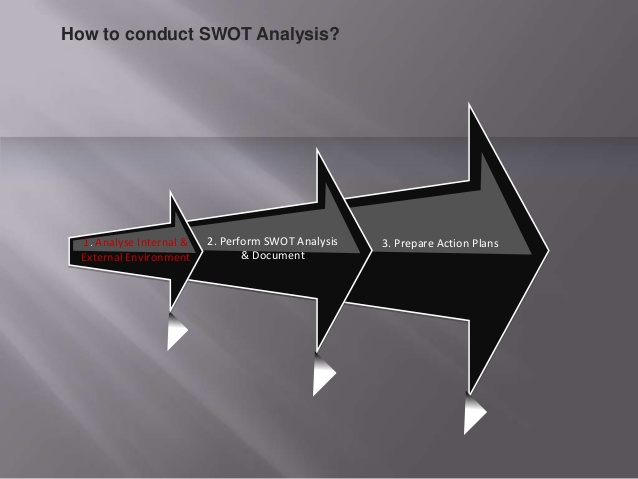 How to conduct SWOT Analysis?
1. Analyse Internal &
External Environment
2. Perform SWOT Analysis
& Document
3. Prepare Action Plans